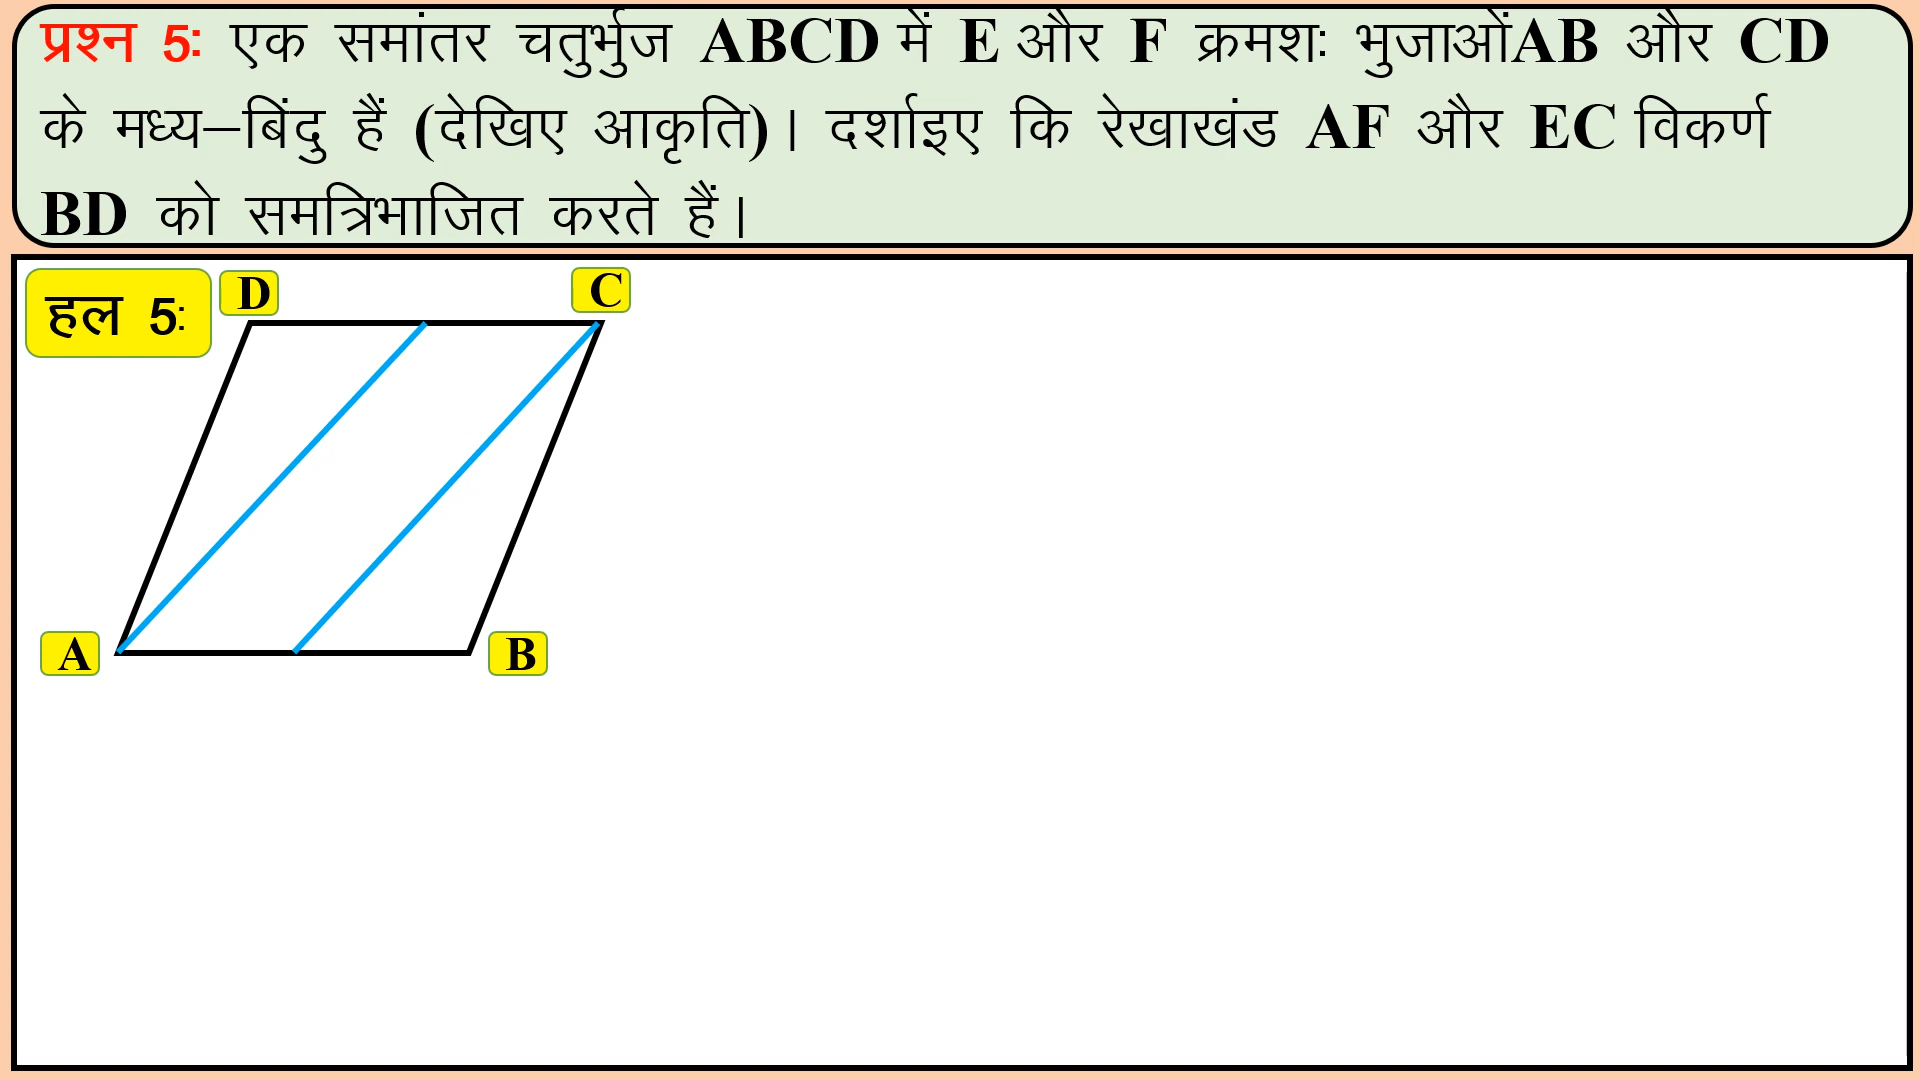 प्रश्न 5: एक समांतर चतुर्भुज ABCD में E और F क्रमशः भुजाओंAB और CD
के मध्य–बिंदु हैं (देखिए आकृति)। दर्शाइए कि रेखाखंड AF और EC विकर्ण
BD को समत्रिभाजित करते हैं।
हल 5:
D
C
A
B